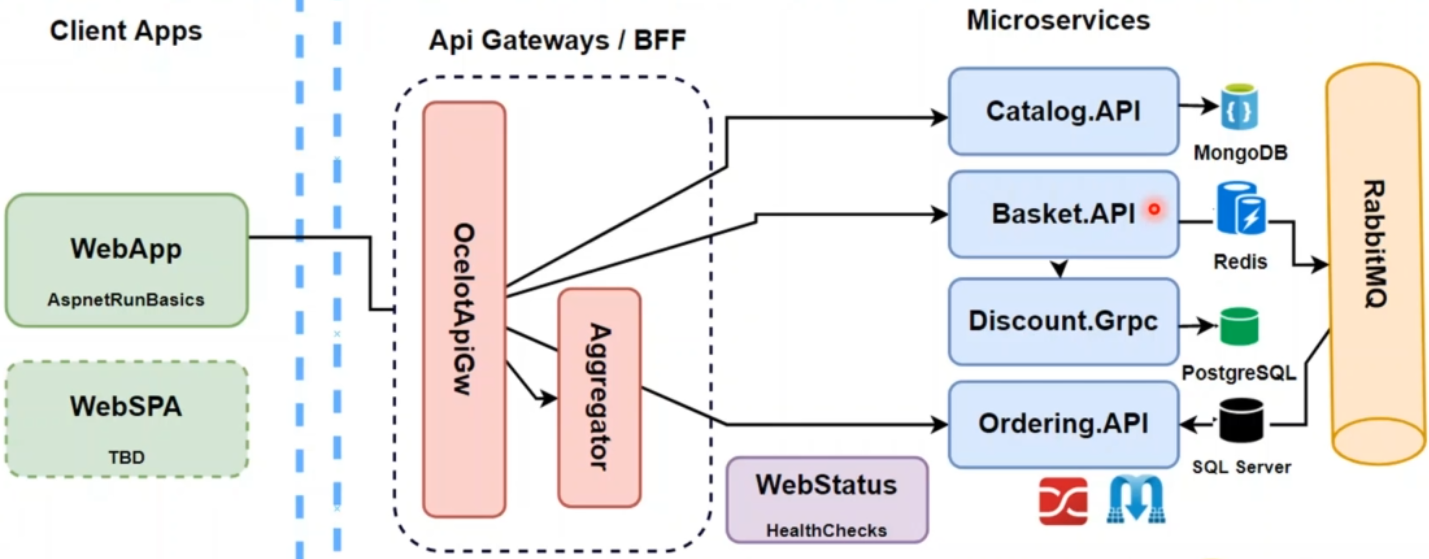 Client Apps
Api Gateways / BFF
Microservices
WebApp
AspnetRunBasics
WebSPA
TBD
OcelotApiGw
Aggregator
Catalog.API
MongoDB
Basket.API
Redis
Discount.Grpc
PostgreSQL
Ordering.API
SQL Server
RabbitMQ
WebStatus
HealthChecks